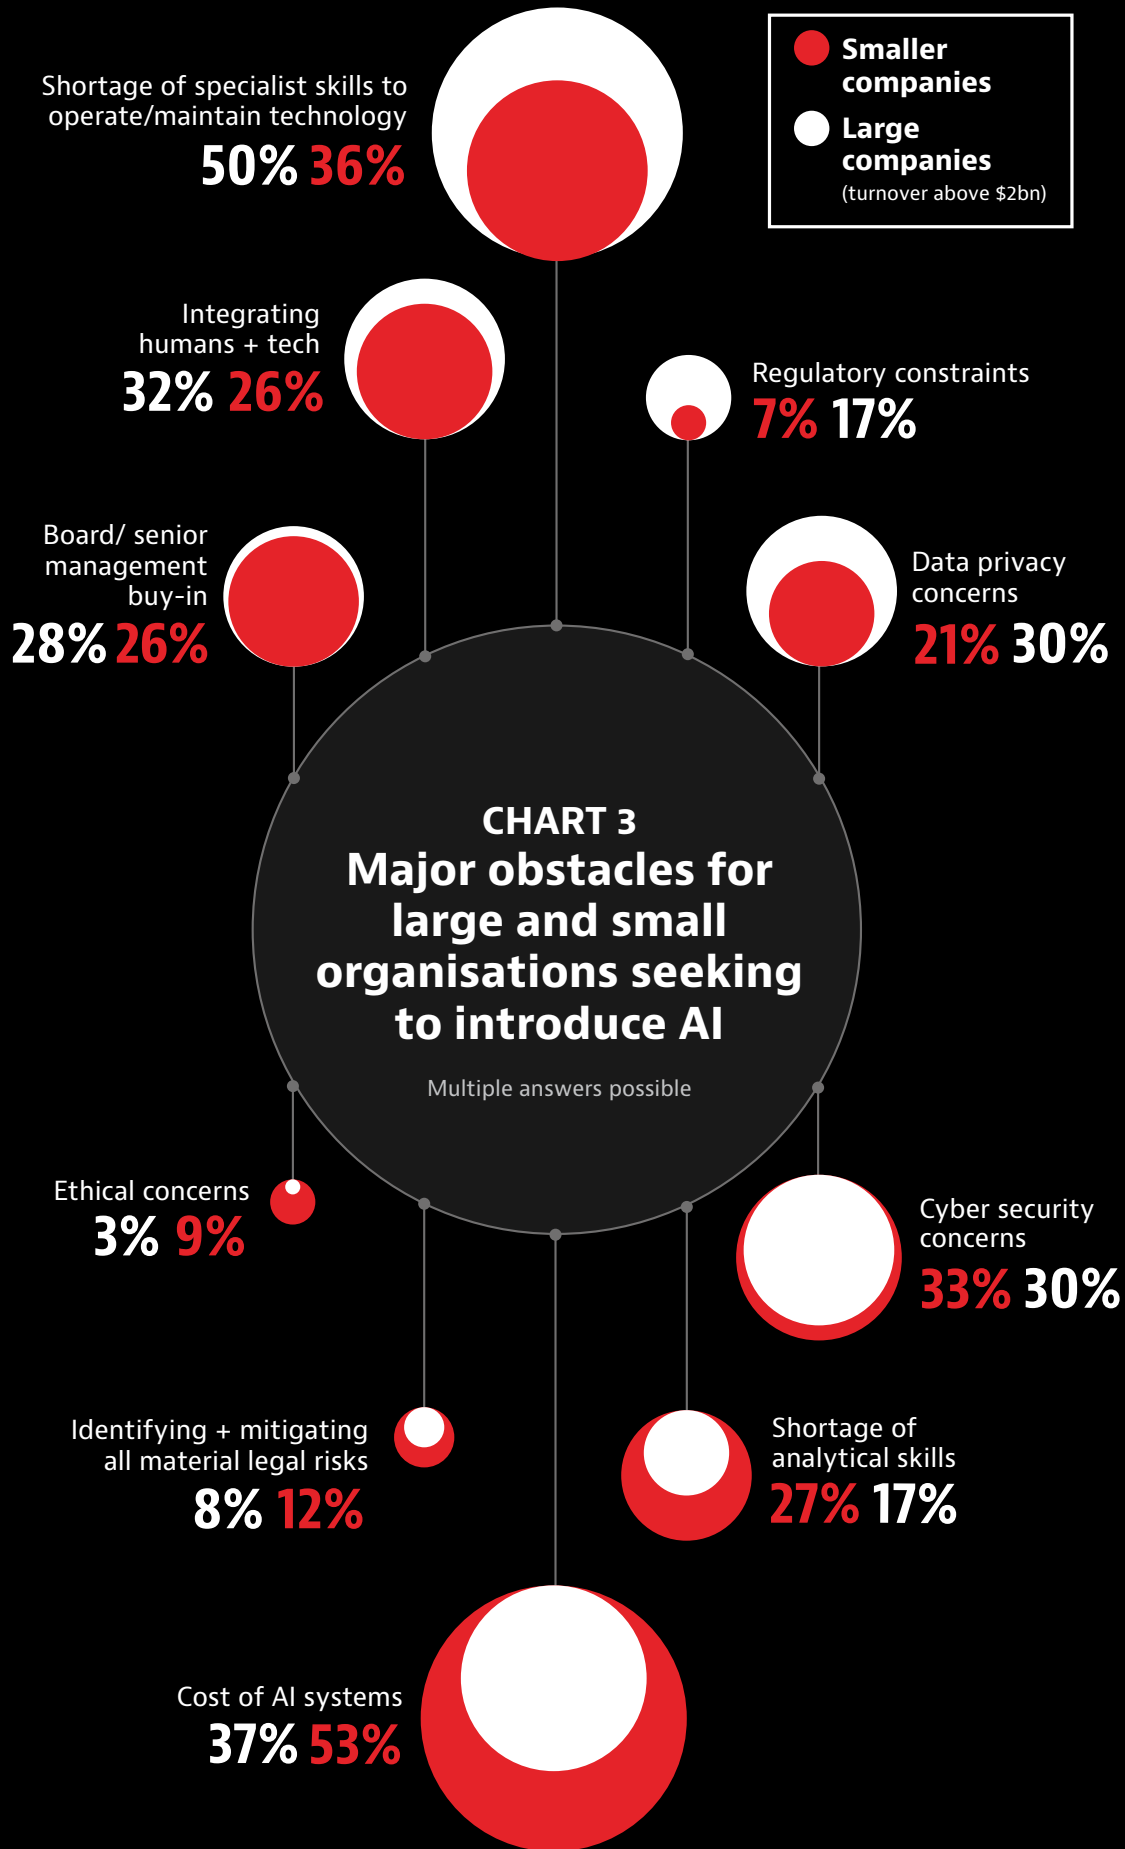 Shortage of specialist skills to
operate/maintain technology
50% 36%
Smaller
companies
Large
companies
(turnover above $2bn)
Integrating
humans + tech
32% 26%
Regulatory constraints
7% 17%
Board/ senior
management
buy-in
28% 26%
Data privacy
concerns
21% 30%
CHART 3
Major obstacles for
large and small
organisations seeking
to introduce AI
Multiple answers possible
Ethical concerns
3% 9%
Cyber security
concerns
33% 30%
Identifying + mitigating
all material legal risks
8% 12%
Shortage of
analytical skills
27% 17%
Cost of AI systems
37% 53%